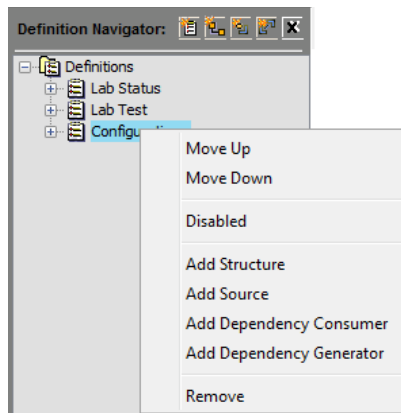 Definition Navigator:
Definitions
Lab Status
Lab Test
Move Up
Move Down
Disabled
Add Structure
Add Source
Add Dependency Consumer
Add Dependency Generator
Remove